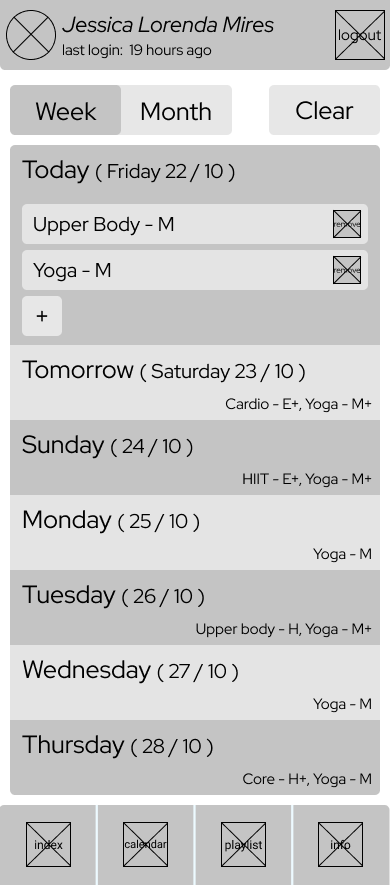 Jessica Lorenda Mires
last login: 19 hours ago
logout
Week Month Clear
Today ( Friday 22 / 10 )
Upper Body - M remove
Yoga - M remove
+
Tomorrow ( Saturday 23 / 10 )
Cardio - E+, Yoga - M+
Sunday ( 24 / 10 )
HIIT - E+, Yoga - M+
Monday ( 25 / 10 )
Yoga - M
Tuesday ( 26 / 10 )
Upper body - H, Yoga - M+
Wednesday ( 27 / 10 )
Yoga - M
Thursday ( 28 / 10 )
Core - H+, Yoga - M
index calendar playlist info